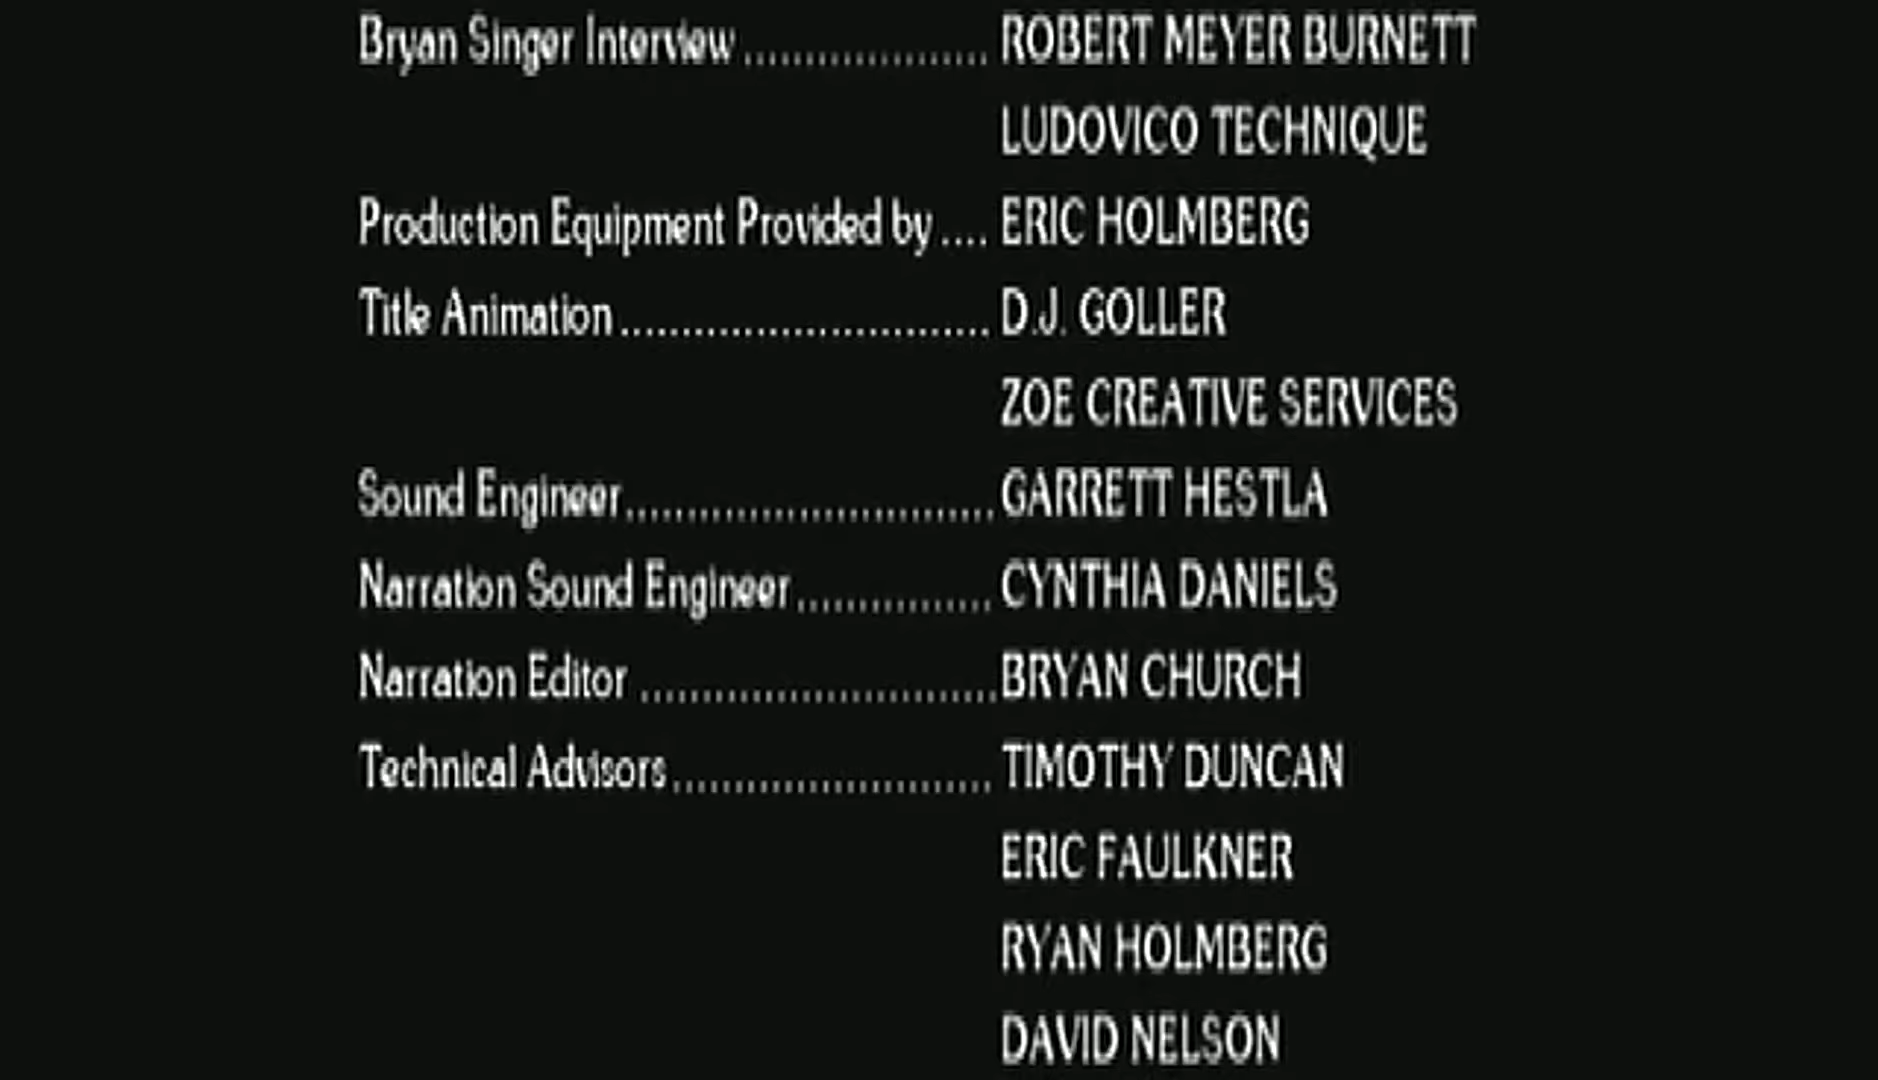 Bryan Singer Interview .................... ROBERT MEYER BURNETT
LUDOVICO TECHNIQUE
Production Equipment Provided by .... ERIC HOLMBERG
Title Animation .............................. D.J. GOLLER
ZOE CREATIVE SERVICES
Sound Engineer .............................. GARRETT HESTLA
Narration Sound Engineer ................ CYNTHIA DANIELS
Narration Editor ............................. BRYAN CHURCH
Technical Advisors .......................... TIMOTHY DUNCAN
ERIC FAULKNER
RYAN HOLMBERG
DAVID NELSON